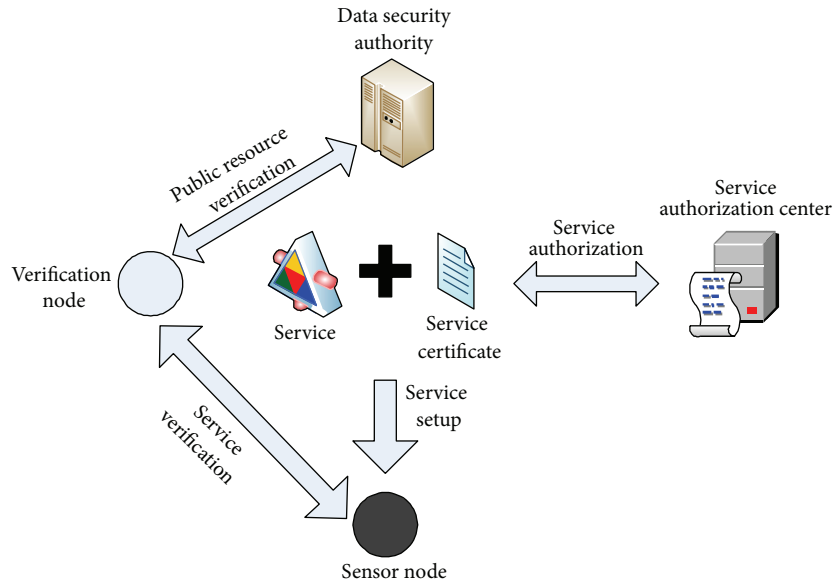 Data security
authority
Public resource
verification
Service
authorization center
Service
authorization
Verification
node
Service
Service
certificate
Service
setup
Service
verification
Sensor node